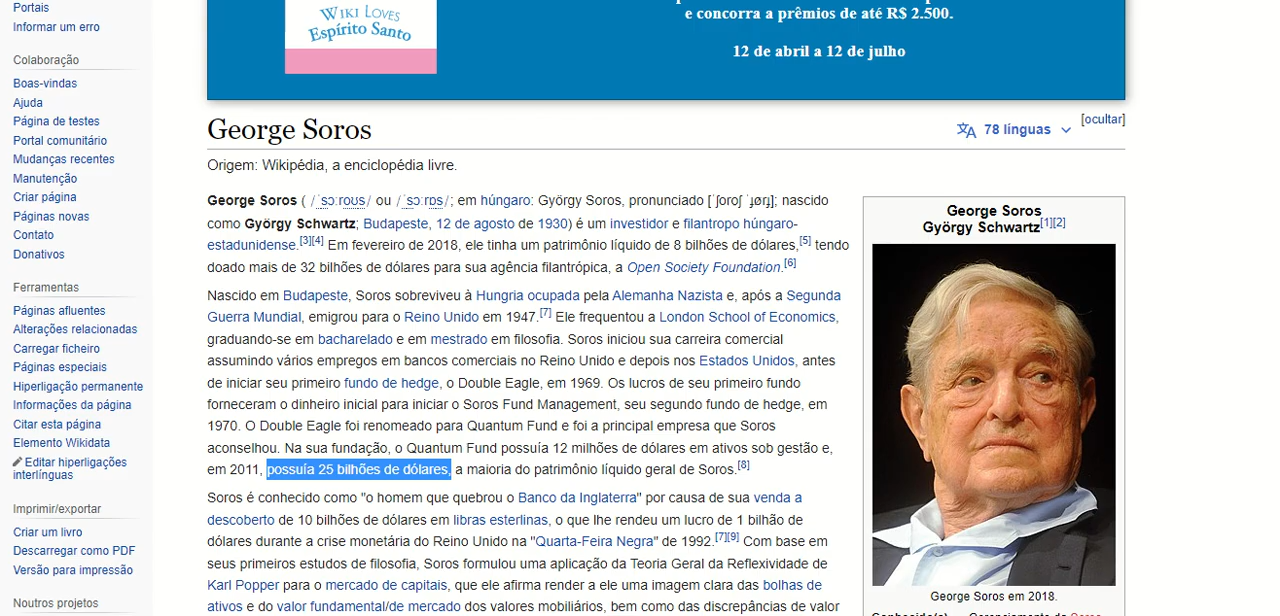 Portais
Informar um erro
Colaboração
Boas-vindas
Ajuda
Página de testes
Portal comunitário
Mudanças recentes
Manutenção
Criar página
Páginas novas
Contato
Donativos
Ferramentas
Páginas afluentes
Alterações relacionadas
Carregar ficheiro
Páginas especiais
Hiperligação permanente
Informações da página
Citar esta página
Elemento Wikidata
Editar hiperligações
interlínguas
Imprimir/exportar
Criar um livro
Descarregar como PDF
Versão para impressão
Noutros projetos
WIKI LOVES
Espírito Santo
e concorra a prêmios de até R$ 2.500.
12 de abril a 12 de julho
[ocultar]
George Soros
78 línguas
Origem: Wikipédia, a enciclopédia livre.
George Soros ( /ˈsɔːroʊs/ ou /ˈsɔːrɒs/; em húngaro: György Soros, pronunciado [ˈʃoroʃ ˈɟørɟ]; nascido
como György Schwartz; Budapeste, 12 de agosto de 1930) é um investidor e filantropo húngaro-
estadunidense.[3][4] Em fevereiro de 2018, ele tinha um patrimônio líquido de 8 bilhões de dólares,[5] tendo
doado mais de 32 bilhões de dólares para sua agência filantrópica, a Open Society Foundation.[6]
Nascido em Budapeste, Soros sobreviveu à Hungria ocupada pela Alemanha Nazista e, após a Segunda
Guerra Mundial, emigrou para o Reino Unido em 1947.[7] Ele frequentou a London School of Economics,
graduando-se em bacharelado e em mestrado em filosofia. Soros iniciou sua carreira comercial
assumindo vários empregos em bancos comerciais no Reino Unido e depois nos Estados Unidos, antes
de iniciar seu primeiro fundo de hedge, o Double Eagle, em 1969. Os lucros de seu primeiro fundo
forneceram o dinheiro inicial para iniciar o Soros Fund Management, seu segundo fundo de hedge, em
1970. O Double Eagle foi renomeado para Quantum Fund e foi a principal empresa que Soros
aconselhou. Na sua fundação, o Quantum Fund possuía 12 milhões de dólares em ativos sob gestão e,
em 2011, possuía 25 bilhões de dólares, a maioria do patrimônio líquido geral de Soros.[8]
Soros é conhecido como "o homem que quebrou o Banco da Inglaterra" por causa de sua venda a
descoberto de 10 bilhões de dólares em libras esterlinas, o que lhe rendeu um lucro de 1 bilhão de
dólares durante a crise monetária do Reino Unido na "Quarta-Feira Negra" de 1992.[7][9] Com base em
seus primeiros estudos de filosofia, Soros formulou uma aplicação da Teoria Geral da Reflexividade de
Karl Popper para o mercado de capitais, que ele afirma render a ele uma imagem clara das bolhas de
ativos e do valor fundamental/de mercado dos valores mobiliários, bem como das discrepâncias de valor
George Soros
György Schwartz[1][2]
George Soros em 2018.